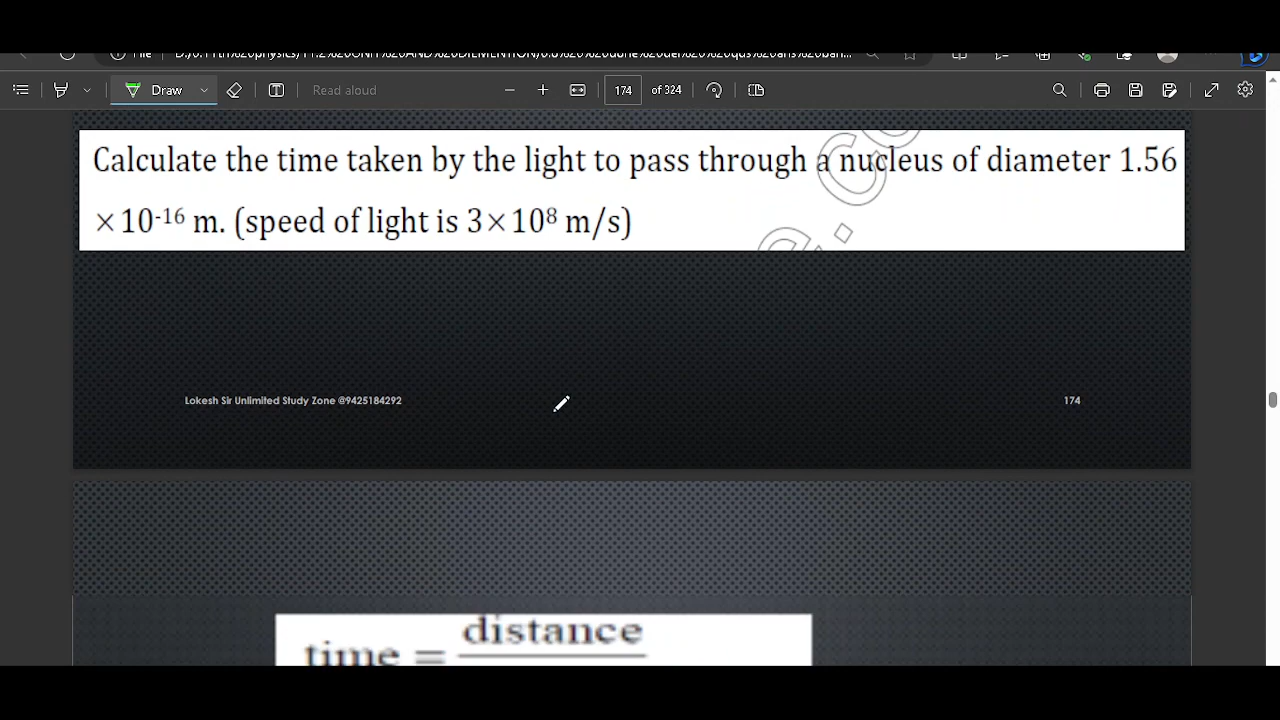 Draw
Read aloud
174 of 324
Calculate the time taken by the light to pass through a nucleus of diameter 1.56
×10⁻¹⁶ m. (speed of light is 3×10⁸ m/s)
Lokesh Sir Unlimited Study Zone @9425184292
174
distance
time =